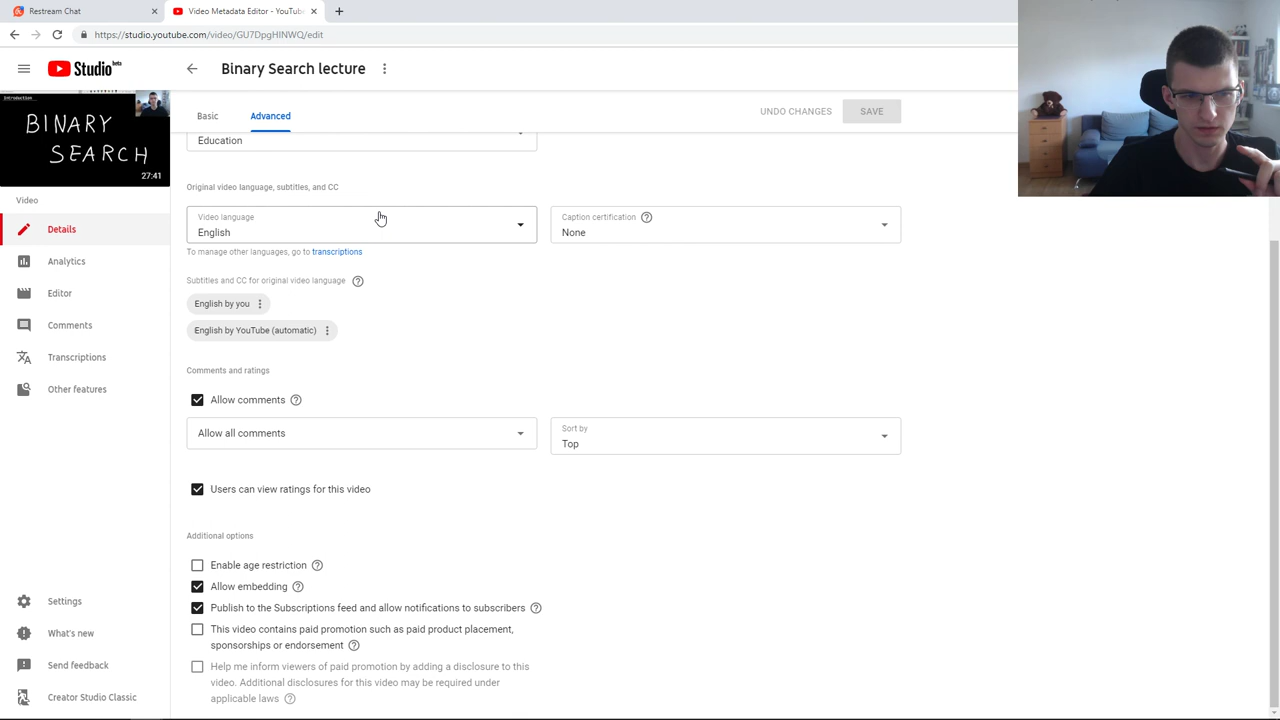 Restream Chat
Video Metadata Editor - YouTube
https://studio.youtube.com/video/GU7DpgHINWQ/edit
Studio beta
Binary Search lecture
Introduction
BINARY
SEARCH
27:41
Basic
Advanced
UNDO CHANGES
SAVE
Video
Details
Analytics
Editor
Comments
Transcriptions
Other features
Settings
What's new
Send feedback
Creator Studio Classic
Education
Original video language, subtitles, and CC
Video language
English
Caption certification
None
To manage other languages, go to transcriptions
Subtitles and CC for original video language
English by you
English by YouTube (automatic)
Comments and ratings
Allow comments
Allow all comments
Sort by
Top
Users can view ratings for this video
Additional options
Enable age restriction
Allow embedding
Publish to the Subscriptions feed and allow notifications to subscribers
This video contains paid promotion such as paid product placement,
sponsorships or endorsement
Help me inform viewers of paid promotion by adding a disclosure to this
video. Additional disclosures for this video may be required under
applicable laws